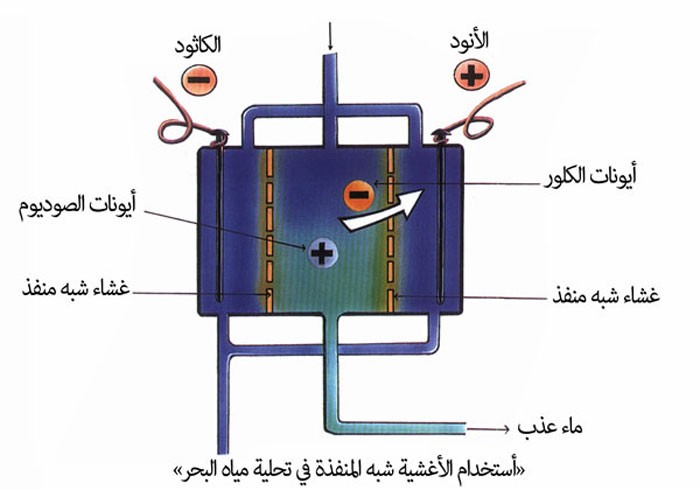 الأنود
الكاثود
أيونات الكلور
أيونات الصوديوم
غشاء شبه منفذ
غشاء شبه منفذ
ماء عذب
«أستخدام الأغشية شبه المنفذة في تحلية مياه البحر»